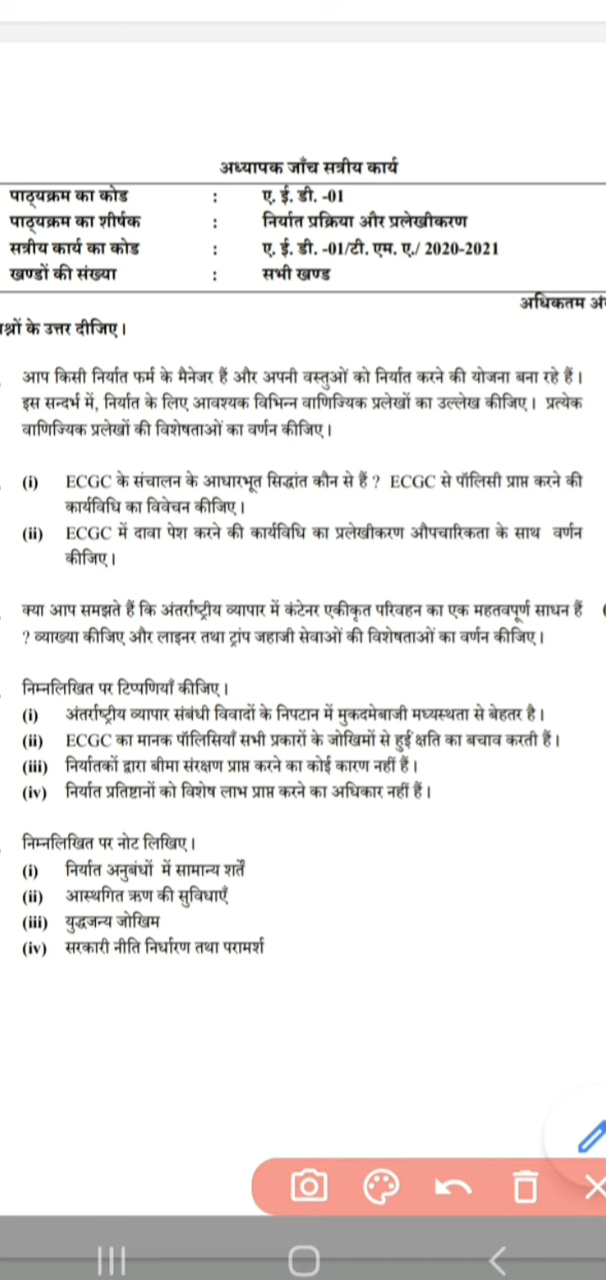 अध्यापक जाँच सत्रीय कार्य
पाठ्यक्रम का कोड : ए. ई. डी. -01
पाठ्यक्रम का शीर्षक : निर्यात प्रक्रिया और प्रलेखीकरण
सत्रीय कार्य का कोड : ए. ई. डी. -01/टी. एम. ए./ 2020-2021
खण्डों की संख्या : सभी खण्ड
अधिकतम
के उत्तर दीजिए।
आप किसी निर्यात फर्म के मैनेजर हैं और अपनी वस्तुओं को निर्यात करने की योजना बना रहे हैं।
इस सन्दर्भ में, निर्यात के लिए आवश्यक विभिन्न वाणिज्यिक प्रलेखों का उल्लेख कीजिए। प्रत्येक
वाणिज्यिक प्रलेखों की विशेषताओं का वर्णन कीजिए।
(i) ECGC के संचालन के आधारभूत सिद्धांत कौन से हैं ? ECGC से पॉलिसी प्राप्त करने की
कार्यविधि का विवेचन कीजिए।
(ii) ECGC में दावा पेश करने की कार्यविधि का प्रलेखीकरण औपचारिकता के साथ वर्णन
कीजिए।
क्या आप समझते हैं कि अंतर्राष्ट्रीय व्यापार में कंटेनर एकीकृत परिवहन का एक महतवपूर्ण साधन हैं
? व्याख्या कीजिए और लाइनर तथा ट्रांप जहाजी सेवाओं की विशेषताओं का वर्णन कीजिए।
निम्नलिखित पर टिप्पणियाँ कीजिए।
(i) अंतर्राष्ट्रीय व्यापार संबंधी विवादों के निपटान में मुकदमेबाजी मध्यस्थता से बेहतर है।
(ii) ECGC का मानक पॉलिसियाँ सभी प्रकारों के जोखिमों से हुई क्षति का बचाव करती हैं।
(iii) निर्यातकों द्वारा बीमा संरक्षण प्राप्त करने का कोई कारण नहीं हैं।
(iv) निर्यात प्रतिष्टानों को विशेष लाभ प्राप्त करने का अधिकार नहीं हैं।
निम्नलिखित पर नोट लिखिए।
(i) निर्यात अनुबंधों में सामान्य शर्तें
(ii) आस्थगित ऋण की सुविधाएँ
(iii) युद्धजन्य जोखिम
(iv) सरकारी नीति निर्धारण तथा परामर्श